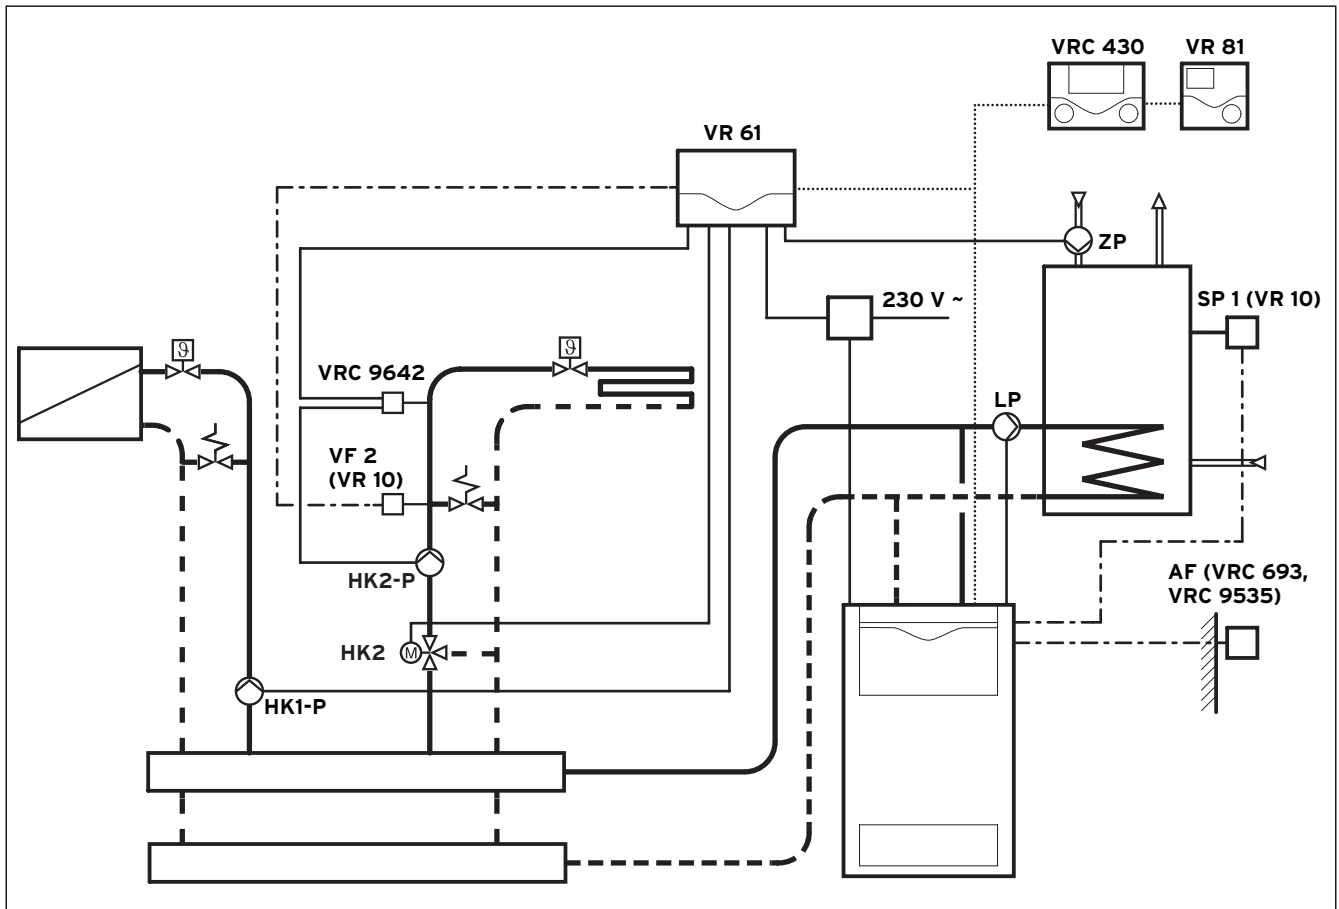 VRC 430
VR 81
VR 61
ZP
SP 1 (VR 10)
230 V ~
ϑ
ϑ
VRC 9642
LP
VF 2
(VR 10)
HK2-P
AF (VRC 693,
VRC 9535)
HK2
M
HK1-P